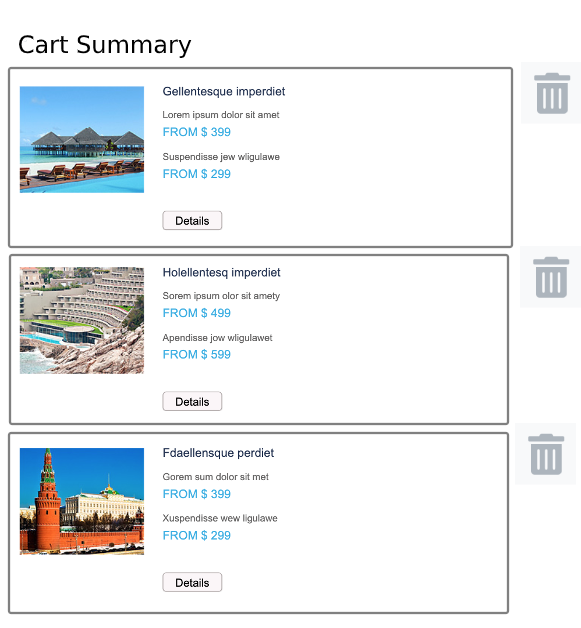 Cart Summary
Gellentesque imperdiet
Lorem ipsum dolor sit amet
FROM $ 399
Suspendisse jew wligulawe
FROM $ 299
Details
Holellentesq imperdiet
Sorem ipsum olor sit amety
FROM $ 499
Apendisse jow wligulawet
FROM $ 599
Details
Fdaellensque perdiet
Gorem sum dolor sit met
FROM $ 399
Xuspendisse wew ligulawe
FROM $ 299
Details